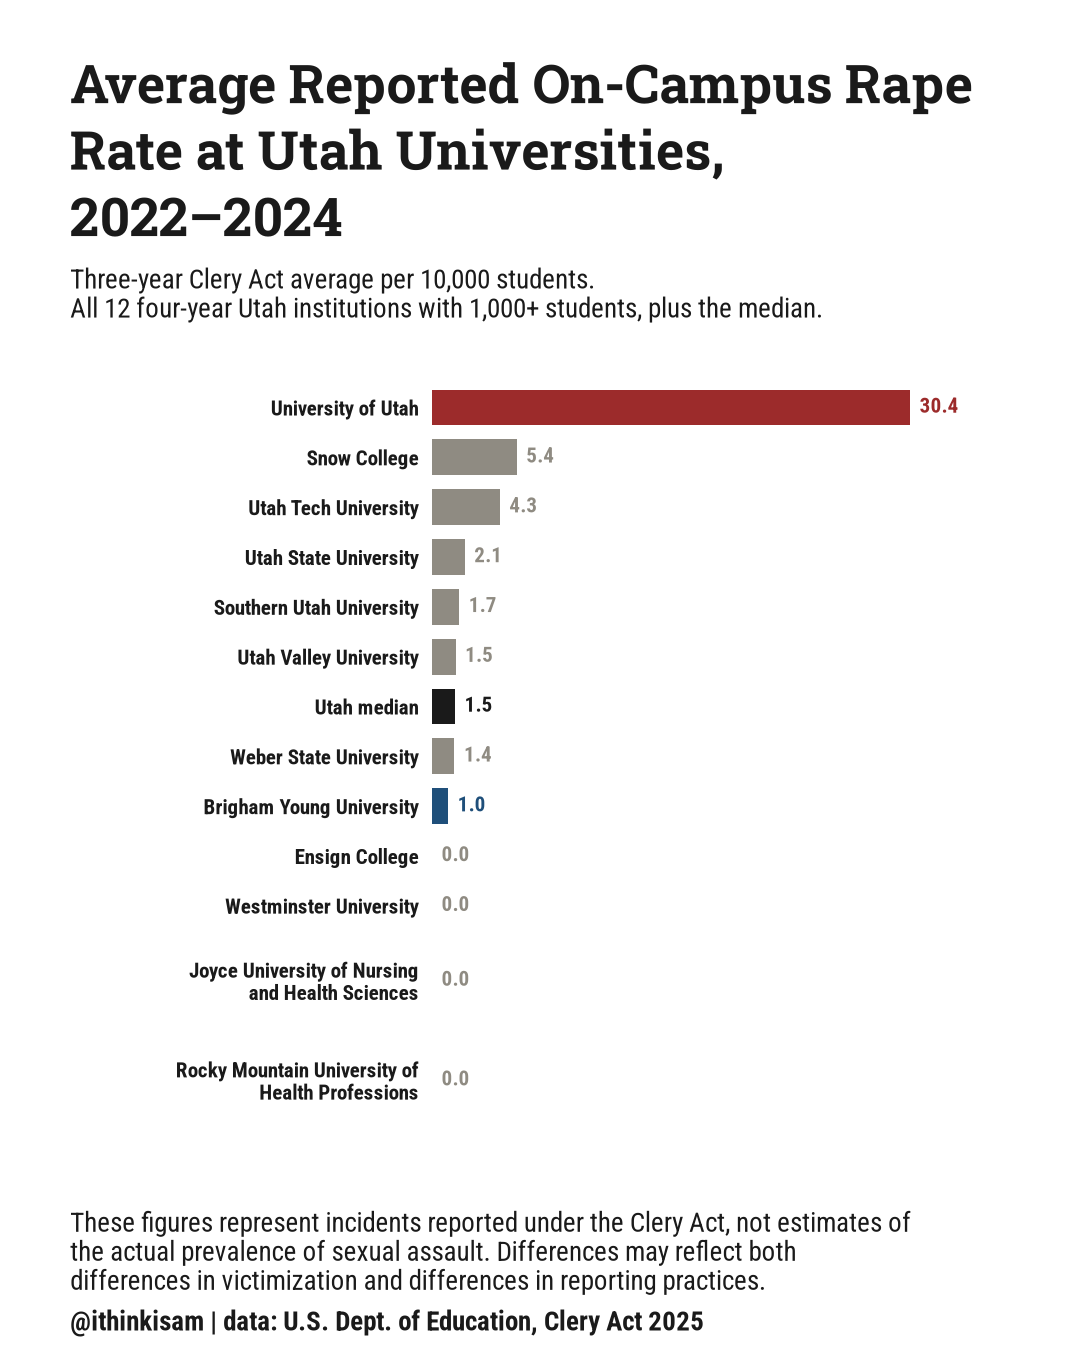 Average Reported On-Campus Rape
Rate at Utah Universities,
2022–2024
Three-year Clery Act average per 10,000 students.
All 12 four-year Utah institutions with 1,000+ students, plus the median.
University of Utah 30.4
Snow College 5.4
Utah Tech University 4.3
Utah State University 2.1
Southern Utah University 1.7
Utah Valley University 1.5
Utah median 1.5
Weber State University 1.4
Brigham Young University 1.0
Ensign College 0.0
Westminster University 0.0
Joyce University of Nursing
and Health Sciences 0.0
Rocky Mountain University of
Health Professions 0.0
These figures represent incidents reported under the Clery Act, not estimates of
the actual prevalence of sexual assault. Differences may reflect both
differences in victimization and differences in reporting practices.
@ithinkisam | data: U.S. Dept. of Education, Clery Act 2025